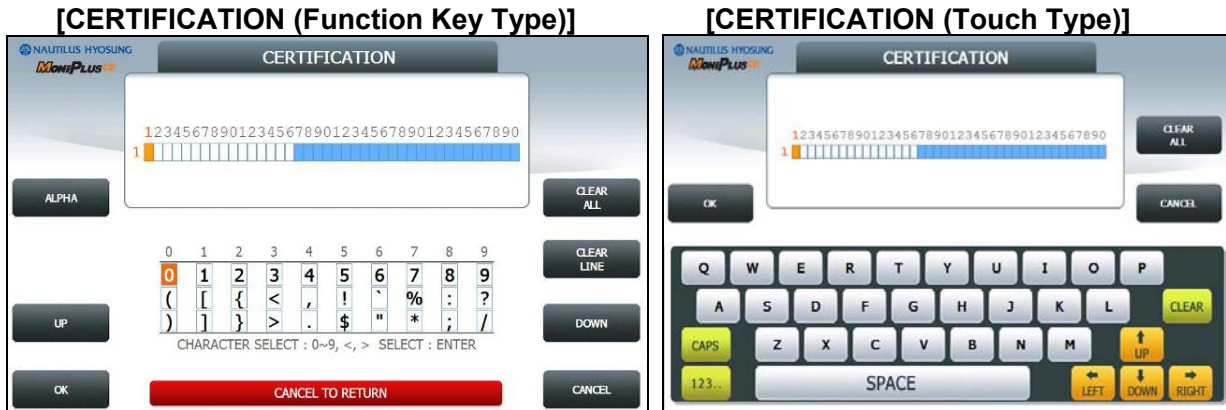 [CERTIFICATION (Function Key Type)]
NAUTILUS HYOSUNG
MONIPLUS CE
CERTIFICATION
1234567890123456789012345678901234567890
1
ALPHA
CLEAR ALL
0 1 2 3 4 5 6 7 8 9
0 1 2 3 4 5 6 7 8 9
( [ { < , ! ` % : ?
) ] } > . $ " * ; /
CLEAR LINE
UP
DOWN
CHARACTER SELECT : 0~9, <, > SELECT : ENTER
OK
CANCEL TO RETURN
CANCEL
[CERTIFICATION (Touch Type)]
NAUTILUS HYOSUNG
MONIPLUS CE
CERTIFICATION
1234567890123456789012345678901234567890
1
CLEAR ALL
OK
CANCEL
Q W E R T Y U I O P
A S D F G H J K L CLEAR
CAPS Z X C V B N M UP
123.. SPACE LEFT DOWN RIGHT